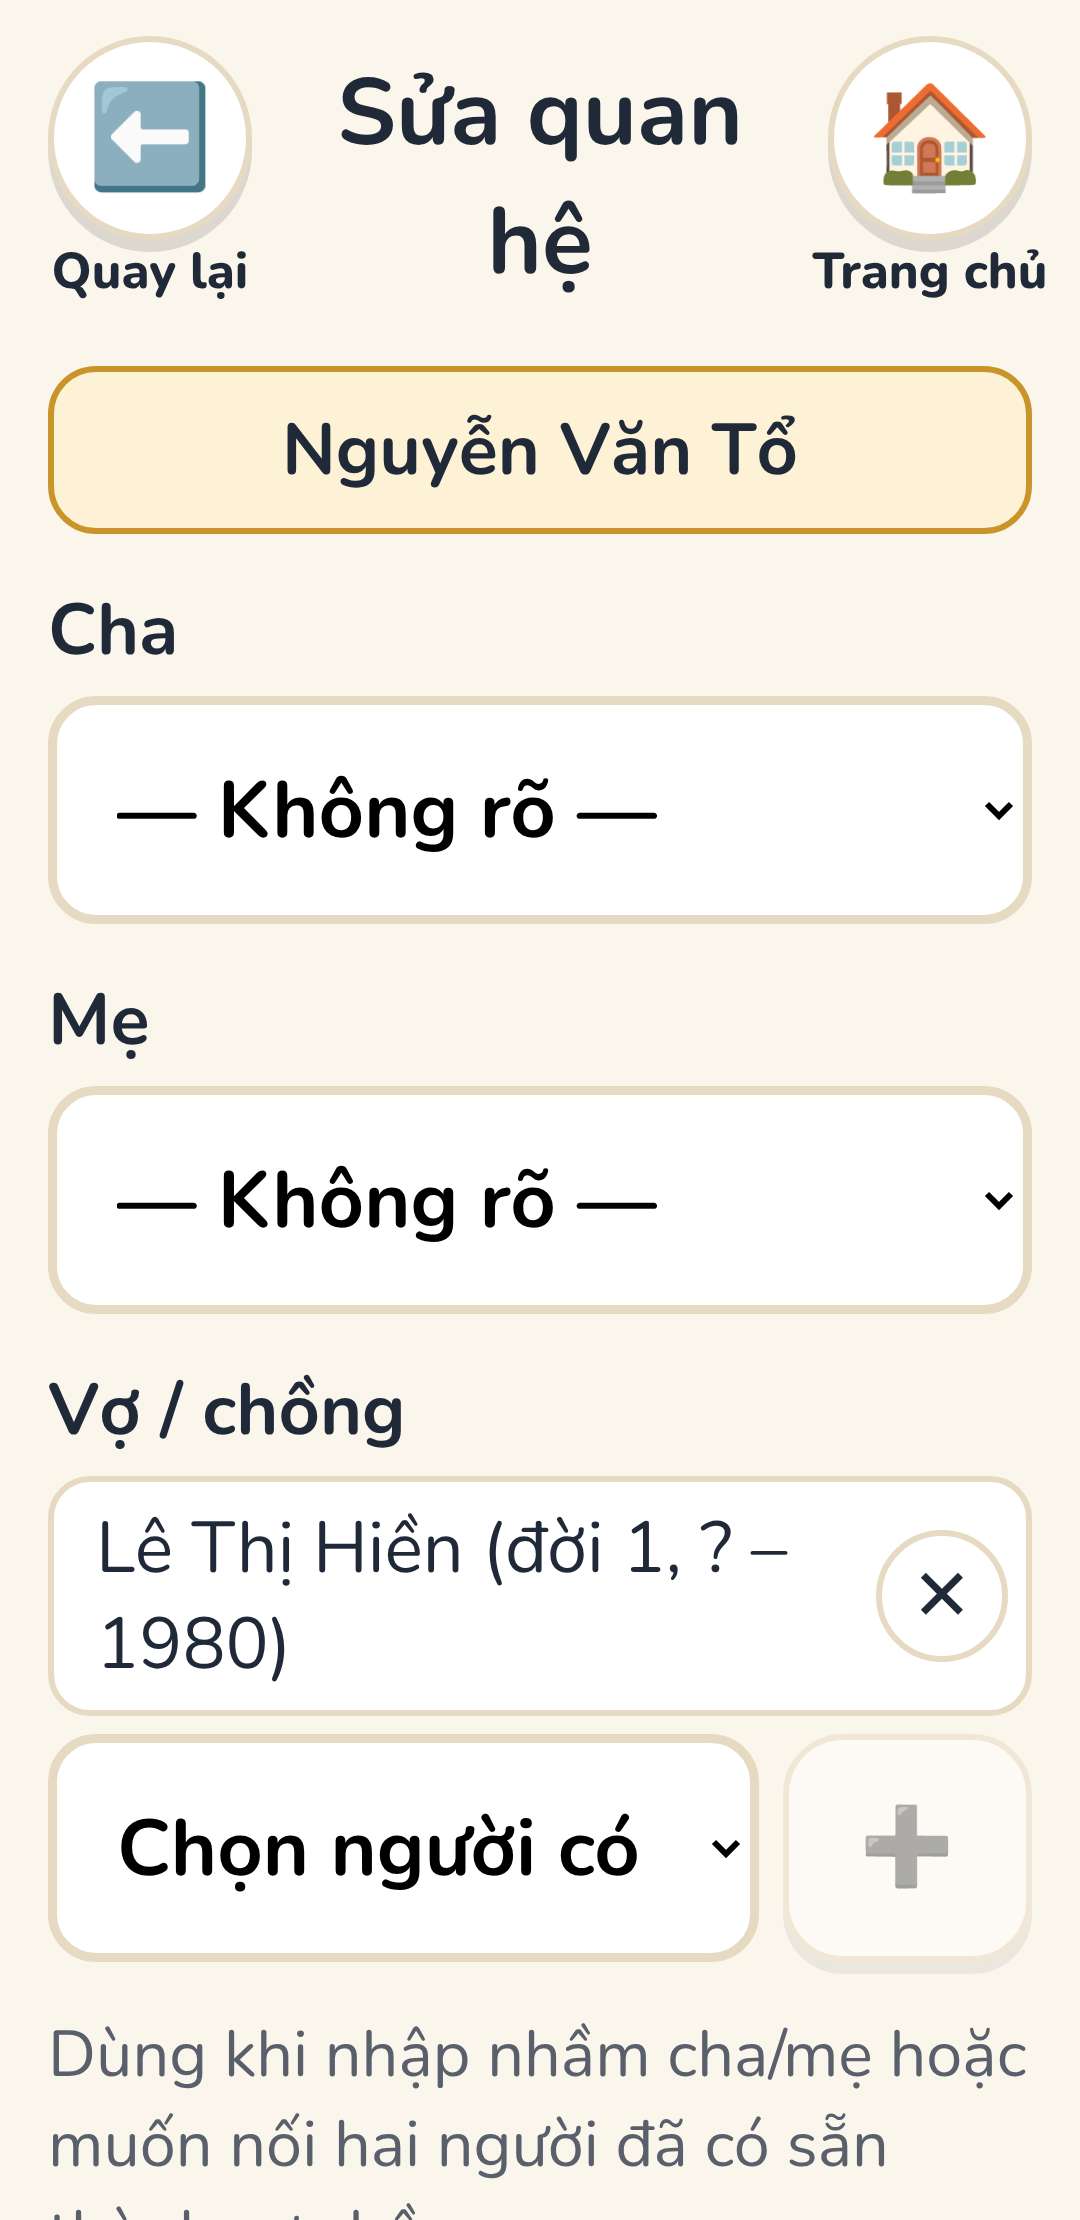 Sửa quan
hệ
Quay lại
Trang chủ
Nguyễn Văn Tổ
Cha
— Không rõ —
Mẹ
— Không rõ —
Vợ / chồng
Lê Thị Hiền (đời 1, ? –
1980)
Chọn người có
Dùng khi nhập nhầm cha/mẹ hoặc
muốn nối hai người đã có sẵn